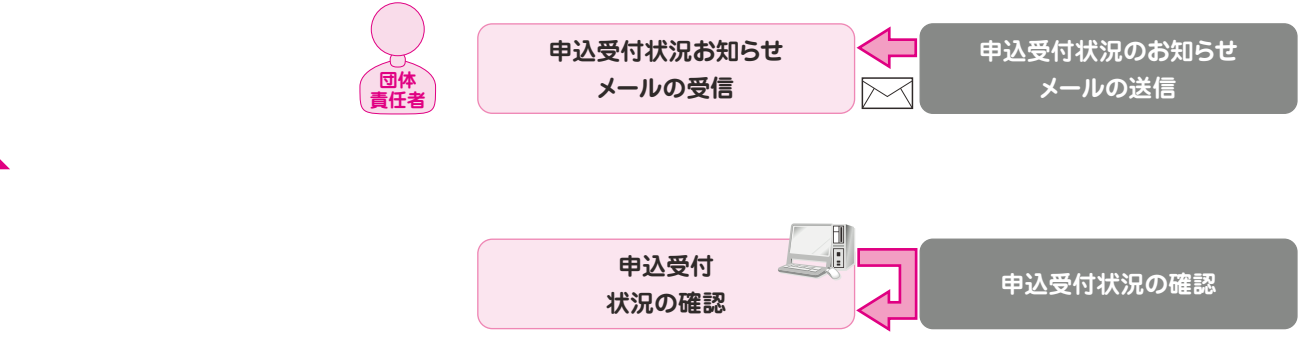 団体
責任者
申込受付状況お知らせ
メールの受信
申込受付状況のお知らせ
メールの送信
申込受付
状況の確認
申込受付状況の確認